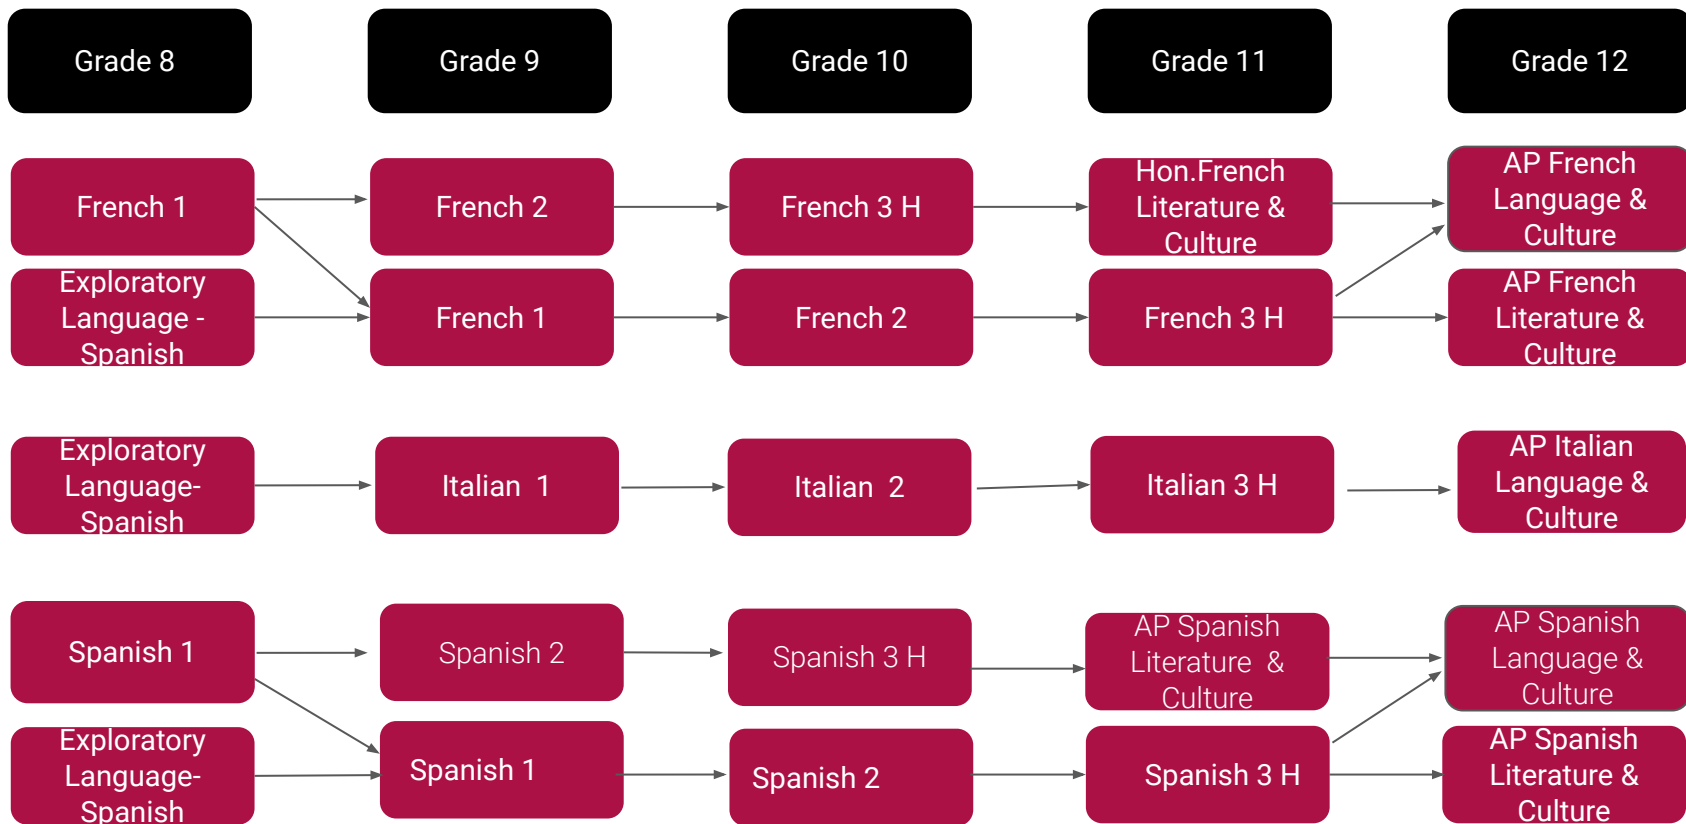 Grade 8
Grade 9
Grade 10
Grade 11
Grade 12
French 1
French 2
French 3 H
Hon.French
Literature &
Culture
AP French
Language &
Culture
Exploratory
Language -
Spanish
French 1
French 2
French 3 H
AP French
Literature &
Culture
Exploratory
Language-
Spanish
Italian 1
Italian 2
Italian 3 H
AP Italian
Language &
Culture
Spanish 1
Spanish 2
Spanish 3 H
AP Spanish
Literature &
Culture
AP Spanish
Language &
Culture
Exploratory
Language-
Spanish
Spanish 1
Spanish 2
Spanish 3 H
AP Spanish
Literature &
Culture